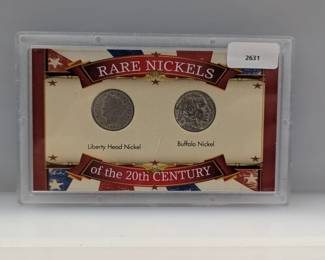 2631
RARE NICKELS
Liberty Head Nickel
Buffalo Nickel
of the 20th CENTURY